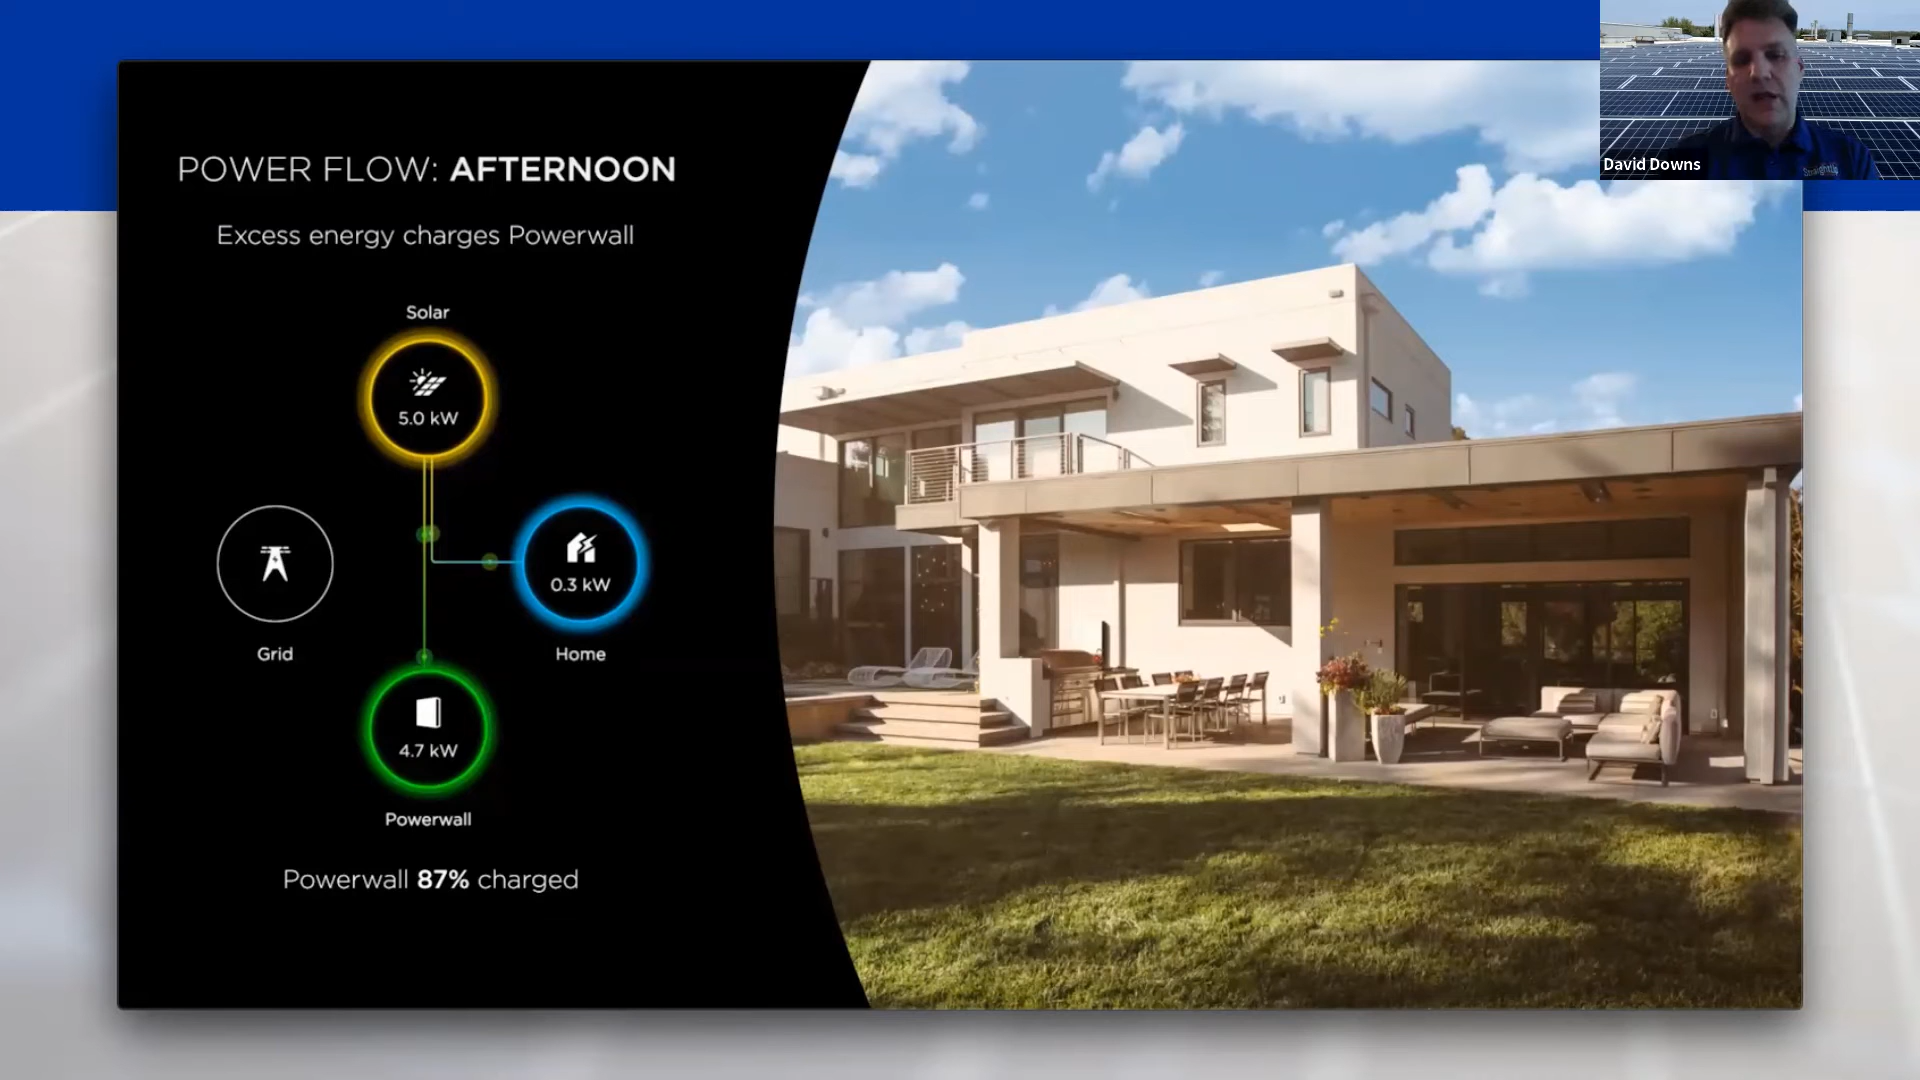 POWER FLOW: AFTERNOON
Excess energy charges Powerwall
Solar
5.0 kW
0.3 kW
Grid
Home
4.7 kW
Powerwall
Powerwall 87% charged
David Downs